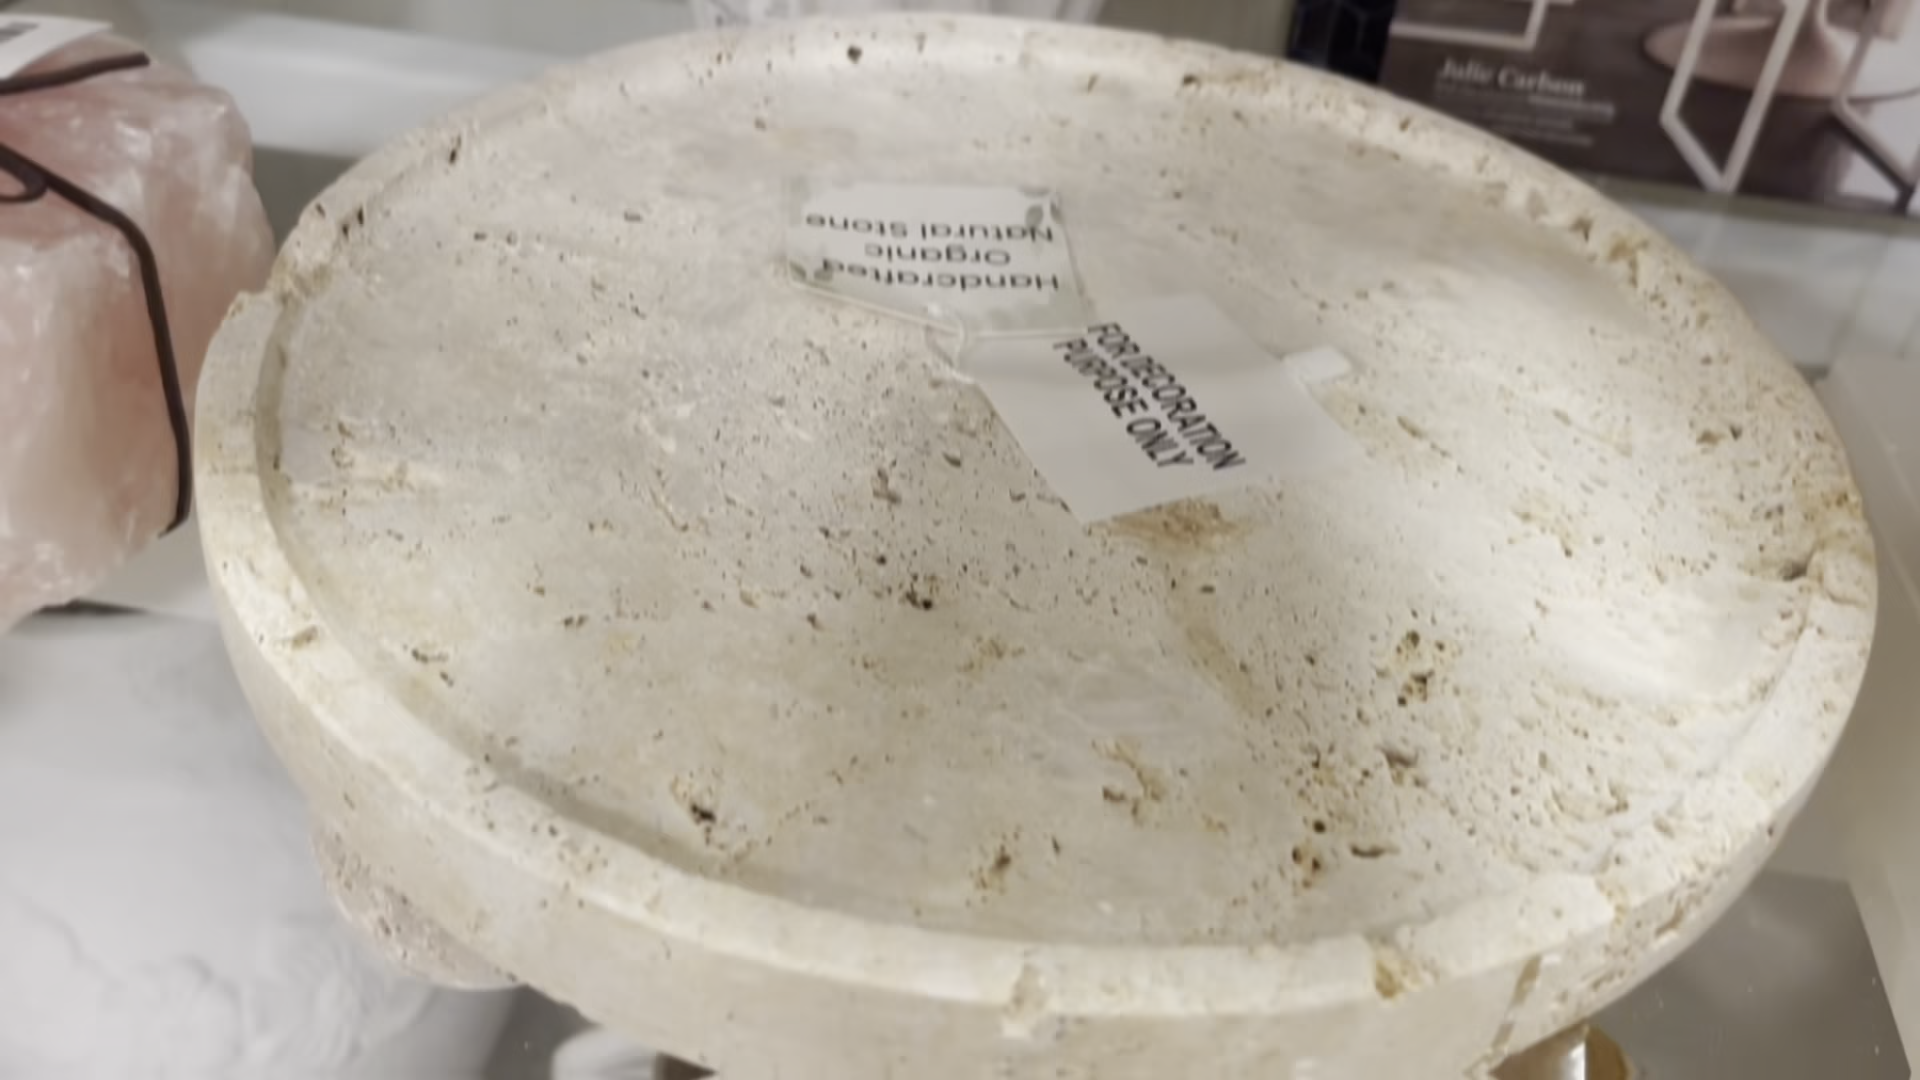 Handcrafted
Organic
Natural Stone
FOR DECORATION
PURPOSE ONLY
Julie Carlson